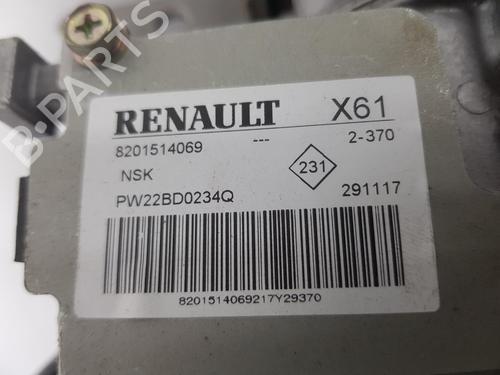 B-PARTS
RENAULT X61
8201514069 --- 2-370
NSK 231
PW22BD0234Q 291117
8201514069217Y29370